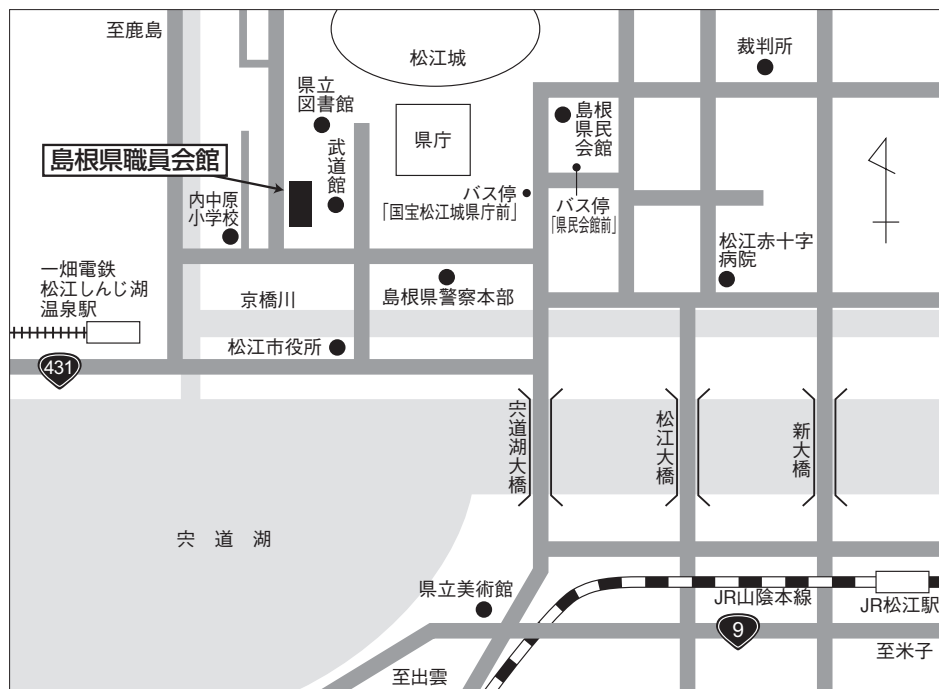 至鹿島
松江城
裁判所
県立
図書館
島根
県民
会館
県庁
武道館
島根県職員会館
バス停
「国宝松江城県庁前」
バス停
「県民会館前」
内中原
小学校
松江赤十字
病院
一畑電鉄
松江しんじ湖
温泉駅
京橋川
島根県警察本部
松江市役所
431
宍道湖大橋
松江大橋
新大橋
宍道湖
県立美術館
JR山陰本線
JR松江駅
9
至米子
至出雲